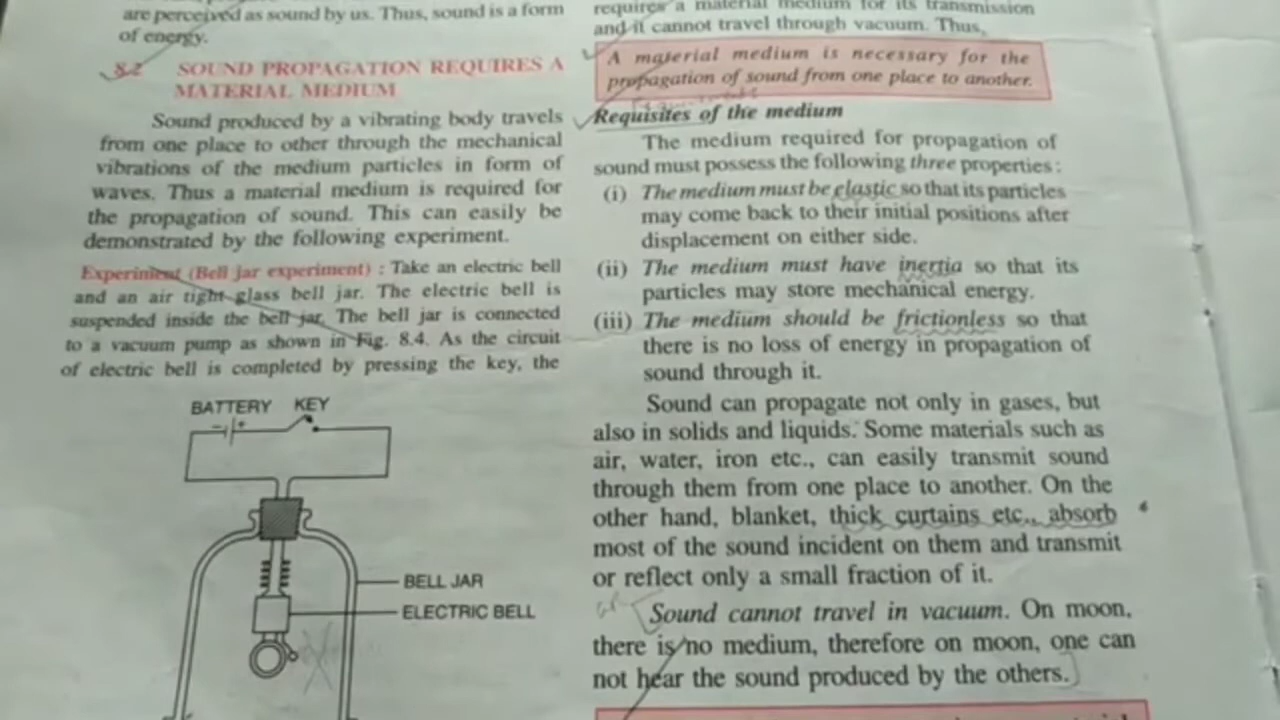 are perceived as sound by us. Thus, sound is a form
of energy.
8.2 SOUND PROPAGATION REQUIRES A
MATERIAL MEDIUM
Sound produced by a vibrating body travels
from one place to other through the mechanical
vibrations of the medium particles in form of
waves. Thus a material medium is required for
the propagation of sound. This can easily be
demonstrated by the following experiment.
Experiment (Bell jar experiment) : Take an electric bell
and an air tight glass bell jar. The electric bell is
suspended inside the bell jar. The bell jar is connected
to a vacuum pump as shown in Fig. 8.4. As the circuit
of electric bell is completed by pressing the key, the
BATTERY KEY
BELL JAR
ELECTRIC BELL
requires a material medium for its transmission
and it cannot travel through vacuum. Thus,
A material medium is necessary for the
propagation of sound from one place to another.
Requisites of the medium
The medium required for propagation of
sound must possess the following three properties :
(i) The medium must be elastic so that its particles
may come back to their initial positions after
displacement on either side.
(ii) The medium must have inertia so that its
particles may store mechanical energy.
(iii) The medium should be frictionless so that
there is no loss of energy in propagation of
sound through it.
Sound can propagate not only in gases, but
also in solids and liquids. Some materials such as
air, water, iron etc., can easily transmit sound
through them from one place to another. On the
other hand, blanket, thick curtains etc., absorb
most of the sound incident on them and transmit
or reflect only a small fraction of it.
Sound cannot travel in vacuum. On moon,
there is no medium, therefore on moon, one can
not hear the sound produced by the others.